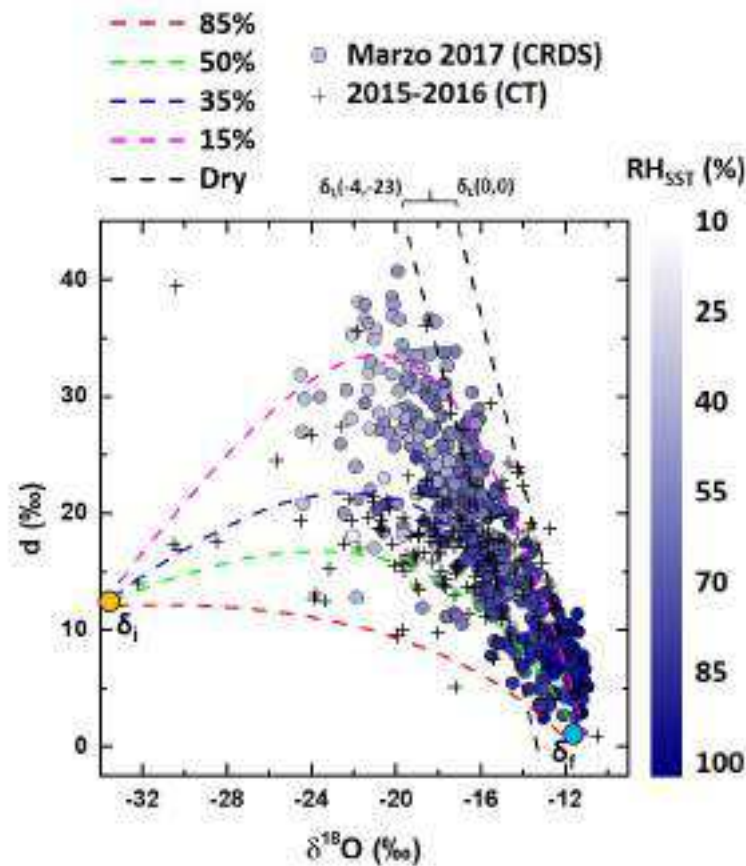 85%
50%
35%
15%
Dry
Marzo 2017 (CRDS)
2015-2016 (CT)
δL(-4,-23)
δL(0,0)
RHSST (%)
10
25
40
55
70
85
100
40
30
20
10
0
d (‰)
δi
δf
-32
-28
-24
-20
-16
-12
δ18O (‰)